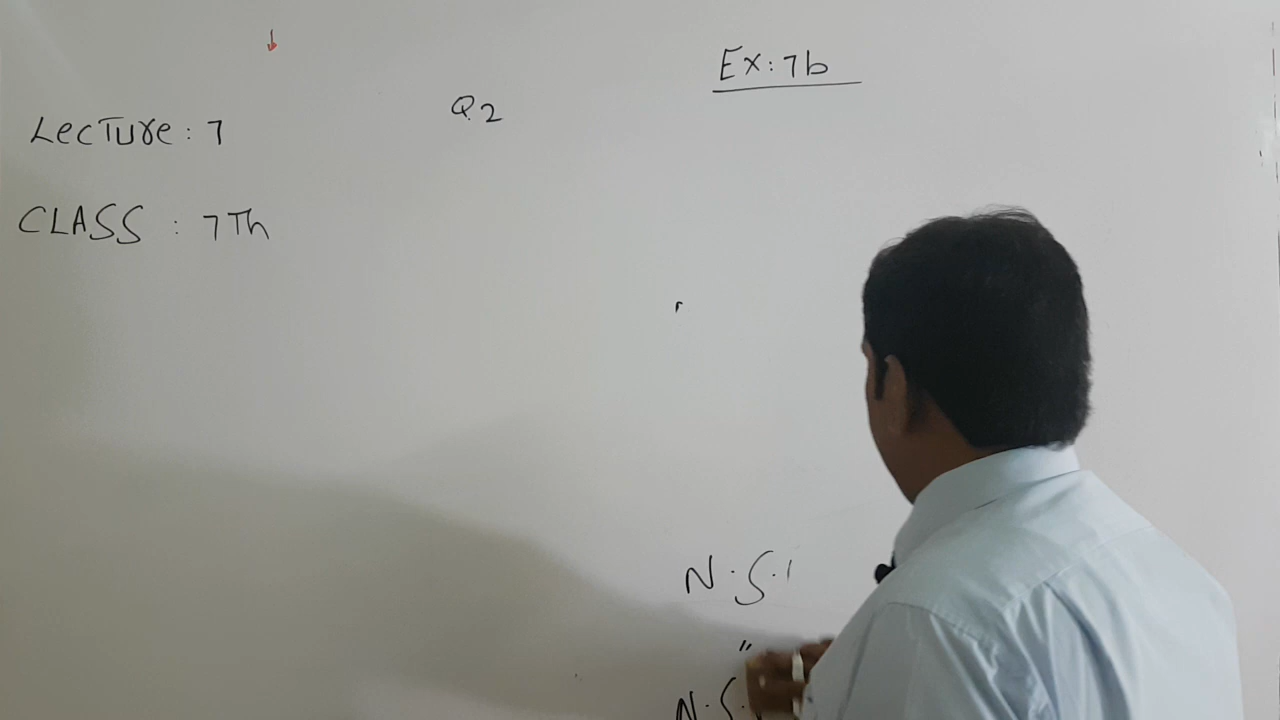 Ex: 7b
Q.2
Lecture: 7
CLASS : 7Th
N.S.
"
N.S.